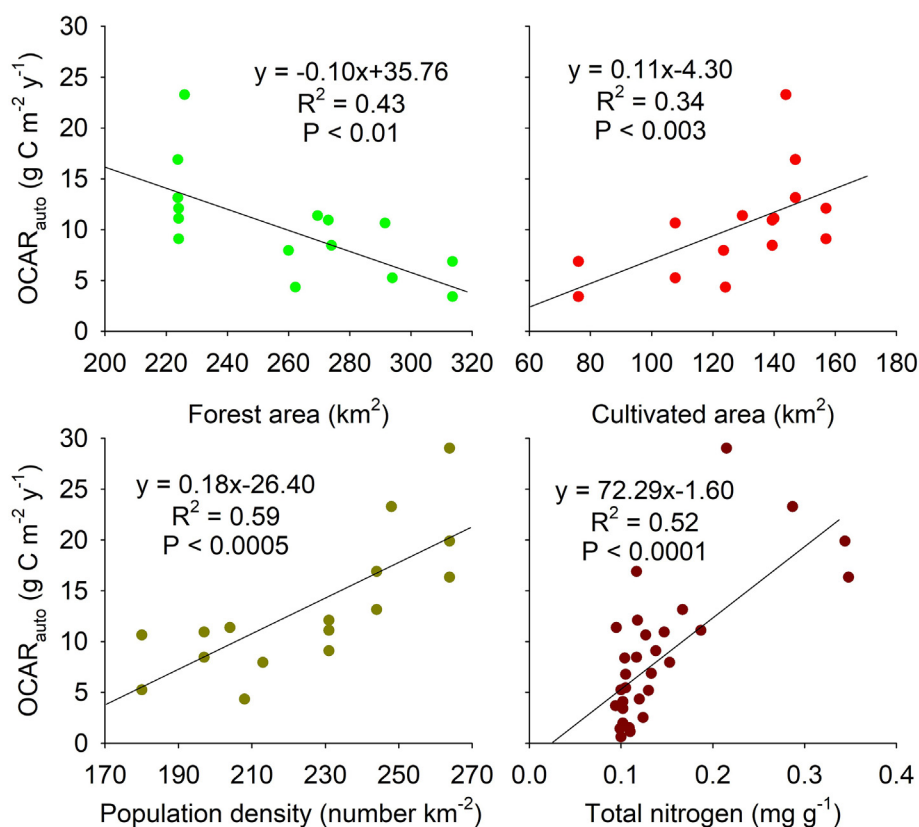 y = -0.10x+35.76
R² = 0.43
P < 0.01
OCAR_auto (g C m⁻² y⁻¹)
30
25
20
15
10
5
0
200 220 240 260 280 300 320
Forest area (km²)
y = 0.11x-4.30
R² = 0.34
P < 0.003
60 80 100 120 140 160 180
Cultivated area (km²)
y = 0.18x-26.40
R² = 0.59
P < 0.0005
OCAR_auto (g C m⁻² y⁻¹)
30
25
20
15
10
5
0
170 190 210 230 250 270
Population density (number km⁻²)
y = 72.29x-1.60
R² = 0.52
P < 0.0001
0.0 0.1 0.2 0.3 0.4
Total nitrogen (mg g⁻¹)